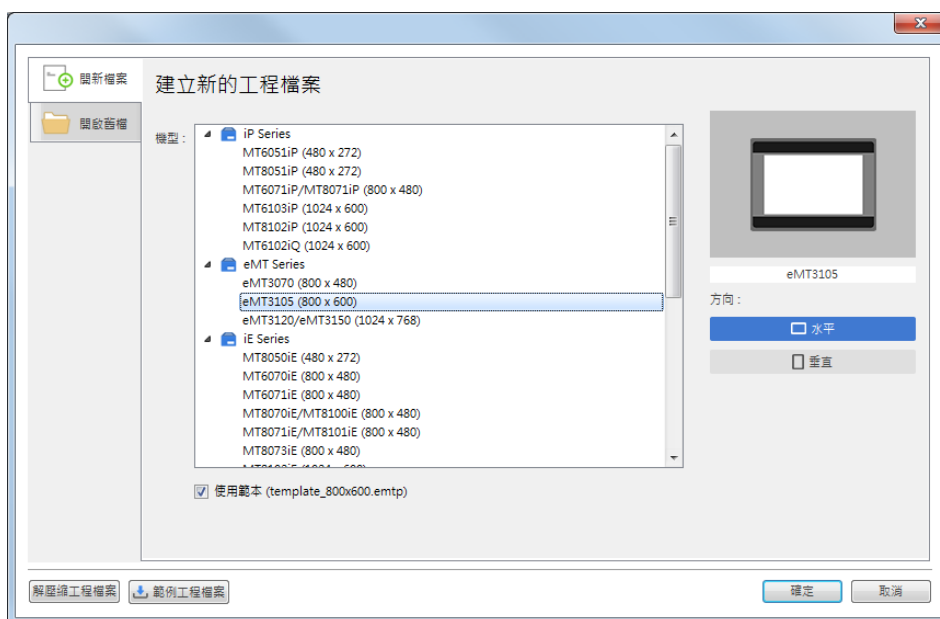 開新檔案
開啟舊檔
建立新的工程檔案
機型 :
iP Series
MT6051iP (480 x 272)
MT8051iP (480 x 272)
MT6071iP/MT8071iP (800 x 480)
MT6103iP (1024 x 600)
MT8102iP (1024 x 600)
MT6102iQ (1024 x 600)
eMT Series
eMT3070 (800 x 480)
eMT3105 (800 x 600)
eMT3120/eMT3150 (1024 x 768)
iE Series
MT8050iE (480 x 272)
MT6070iE (800 x 480)
MT6071iE (800 x 480)
MT8070iE/MT8100iE (800 x 480)
MT8071iE/MT8101iE (800 x 480)
MT8073iE (800 x 480)
使用範本 (template_800x600.emtp)
eMT3105
方向 :
水平
垂直
解壓縮工程檔案
範例工程檔案
確定
取消